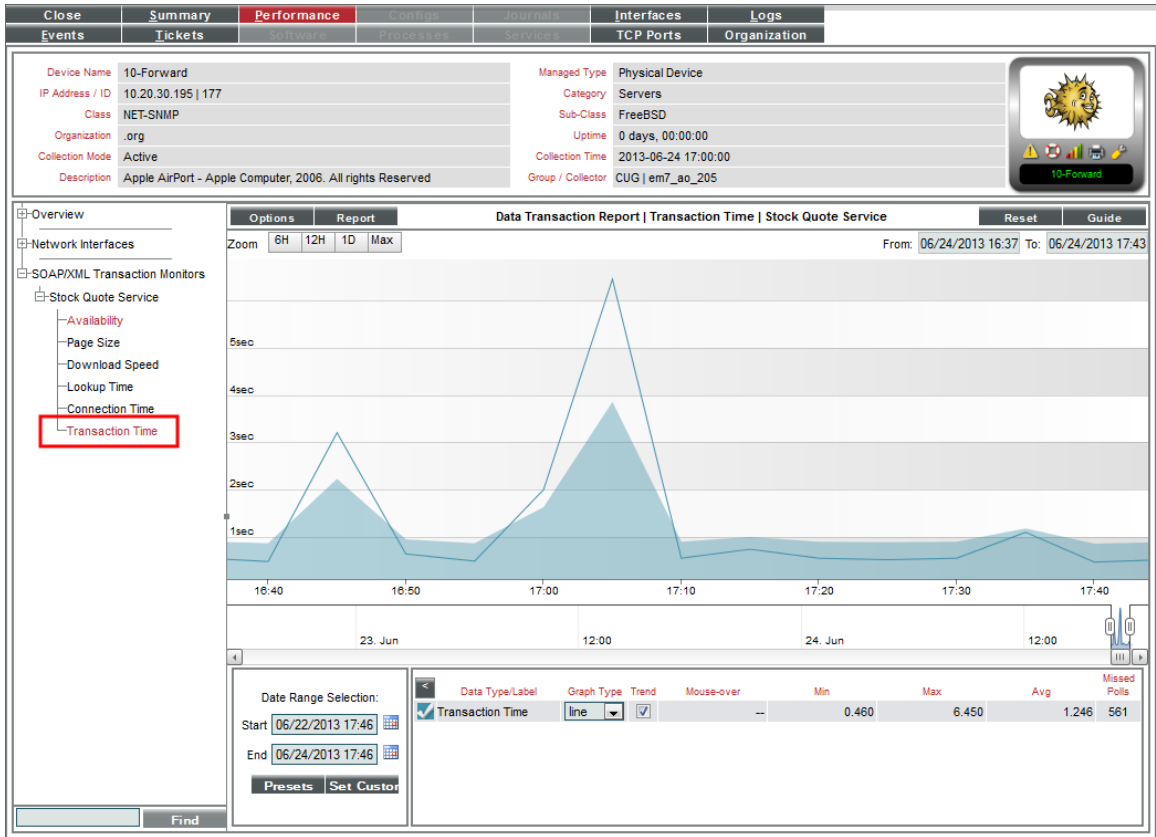 Close Summary Performance Configs Journals Interfaces Logs
Events Tickets Software Processes Services TCP Ports Organization
Device Name 10-Forward Managed Type Physical Device
IP Address / ID 10.20.30.195 | 177 Category Servers
Class NET-SNMP Sub-Class FreeBSD
Organization .org Uptime 0 days, 00:00:00
Collection Mode Active Collection Time 2013-06-24 17:00:00
Description Apple AirPort - Apple Computer, 2006. All rights Reserved Group / Collector CUG | em7_ao_205
10-Forward
Overview
Network Interfaces
SOAP/XML Transaction Monitors
Stock Quote Service
Availability
Page Size
Download Speed
Lookup Time
Connection Time
Transaction Time
Find
Options Report Data Transaction Report | Transaction Time | Stock Quote Service Reset Guide
Zoom 6H 12H 1D Max From: 06/24/2013 16:37 To: 06/24/2013 17:43
5sec
4sec
3sec
2sec
1sec
16:40 16:50 17:00 17:10 17:20 17:30 17:40
23. Jun 12:00 24. Jun 12:00
Date Range Selection:
Start 06/22/2013 17:46
End 06/24/2013 17:46
Presets Set Custor
< Data Type/Label Graph Type Trend Mouse-over Min Max Avg Missed Polls
Transaction Time line -- 0.460 6.450 1.246 561